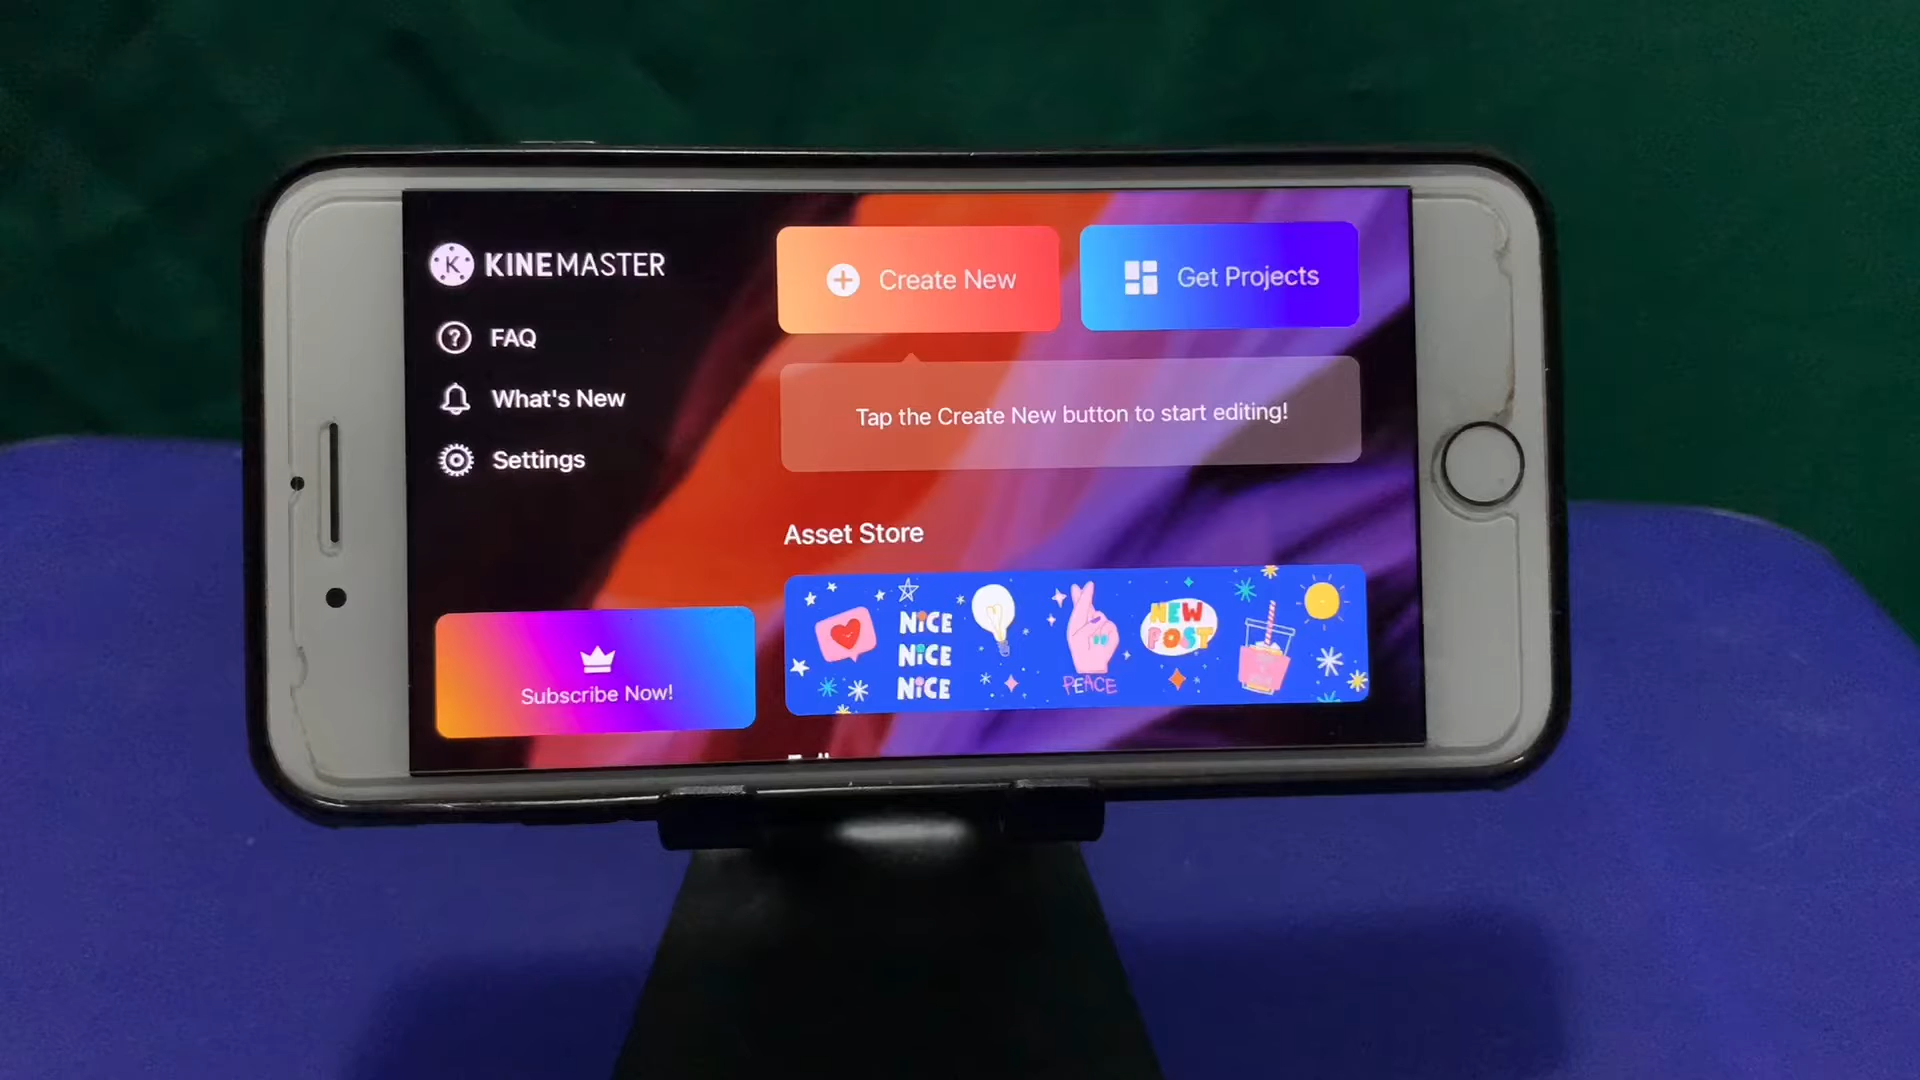 KINEMASTER
FAQ
What's New
Settings
Subscribe Now!
Create New
Get Projects
Tap the Create New button to start editing!
Asset Store
NICE
NICE
NICE
PEACE
NEW
POST